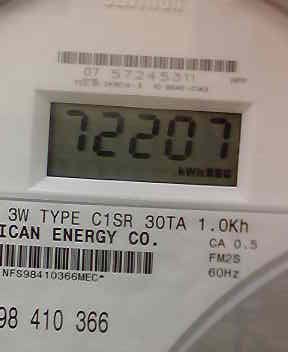 07 57245311
72207
kWhREG
3W TYPE C1SR 30TA 1.0Kh
ICAN ENERGY CO.
CA 0.5
FM2S
NFS98410366MEC*
60Hz
98 410 366